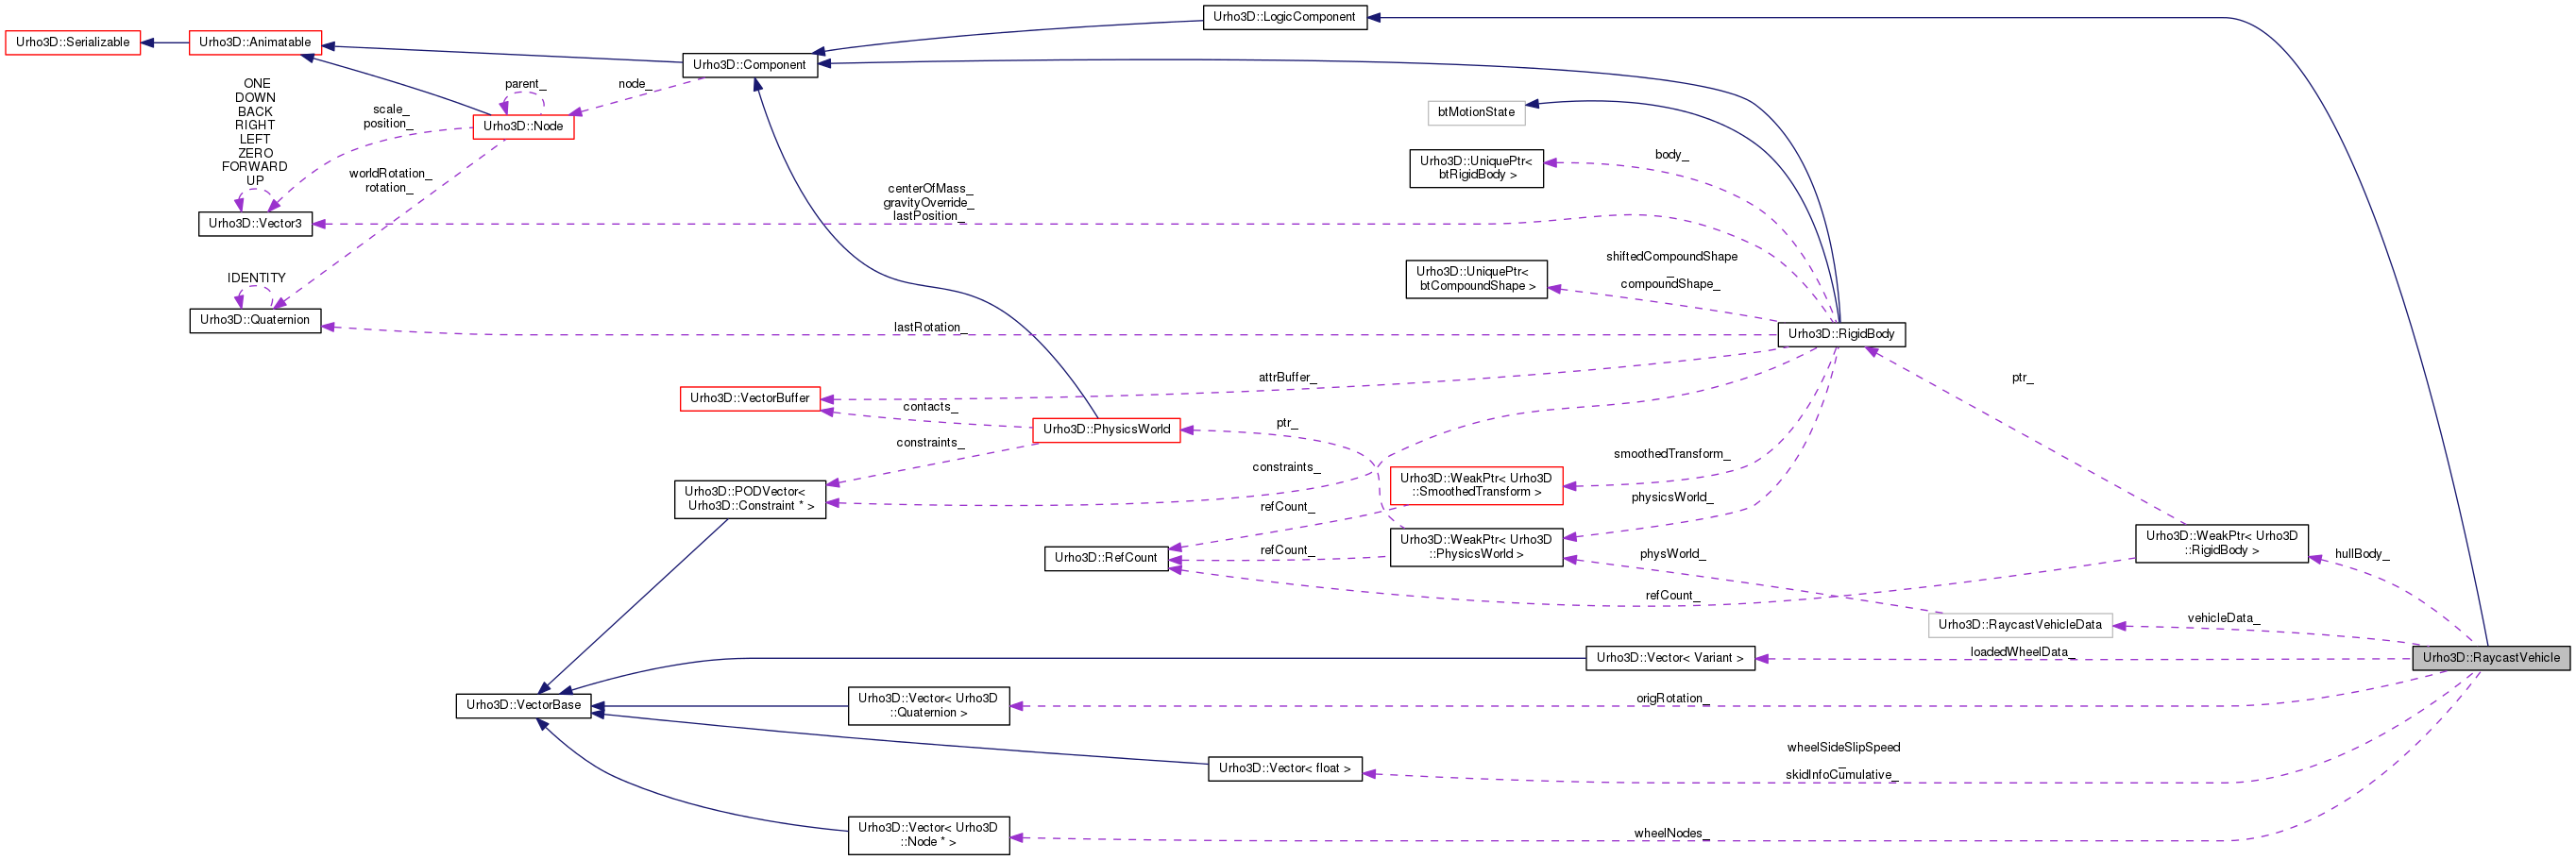 Urho3D::LogicComponent
Urho3D::Serializable
Urho3D::Animatable
Urho3D::Component
node_
parent_
ONE
DOWN
BACK
RIGHT
LEFT
ZERO
FORWARD
UP
scale_
position_
Urho3D::Node
btMotionState
body_
Urho3D::UniquePtr<
btRigidBody >
worldRotation_
rotation_
centerOfMass_
gravityOverride_
lastPosition_
Urho3D::Vector3
shiftedCompoundShape
_
compoundShape_
Urho3D::UniquePtr<
btCompoundShape >
IDENTITY
Urho3D::Quaternion
lastRotation_
Urho3D::RigidBody
attrBuffer_
ptr_
Urho3D::VectorBuffer
contacts_
Urho3D::PhysicsWorld
ptr_
constraints_
constraints_
smoothedTransform_
Urho3D::WeakPtr< Urho3D
::SmoothedTransform >
Urho3D::PODVector<
Urho3D::Constraint * >
physicsWorld_
refCount_
Urho3D::WeakPtr< Urho3D
::PhysicsWorld >
Urho3D::WeakPtr< Urho3D
::RigidBody >
Urho3D::RefCount
refCount_
physWorld_
hullBody_
refCount_
Urho3D::RaycastVehicleData
vehicleData_
Urho3D::Vector< Variant >
loadedWheelData_
Urho3D::RaycastVehicle
Urho3D::VectorBase
Urho3D::Vector< Urho3D
::Quaternion >
origRotation_
wheelSideSlipSpeed
_
skidInfoCumulative_
Urho3D::Vector< float >
Urho3D::Vector< Urho3D
::Node * >
wheelNodes_